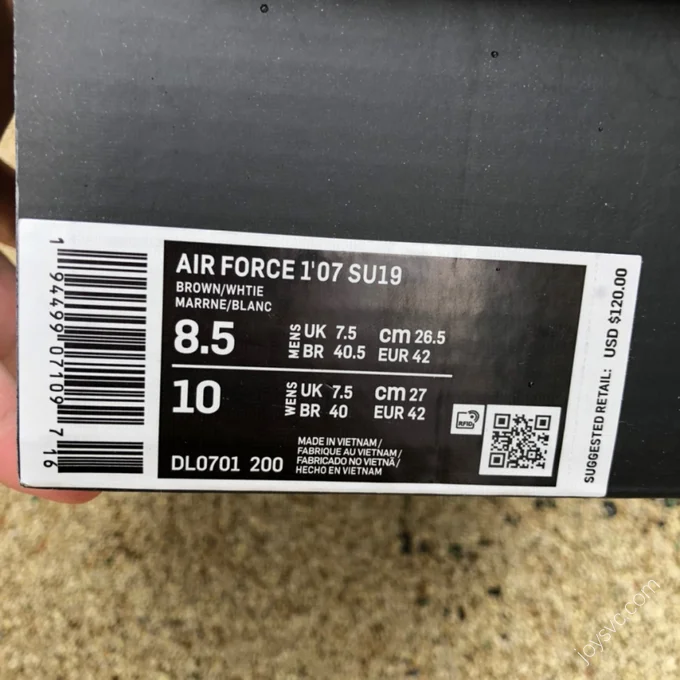 AIR FORCE 1'07 SU19
BROWN/WHTIE
MARRNE/BLANC
8.5 MENS UK 7.5 cm 26.5
BR 40.5 EUR 42
10 WENS UK 7.5 cm 27
BR 40 EUR 42
DL0701 200
MADE IN VIETNAM/
FABRIQUE AU VIETNAM/
FABRICADO NO VIETNÃ/
HECHO EN VIETNAM
RFID
SUGGESTED RETAIL: USD $120.00
1 94499 07109 7 16
joysvc.com